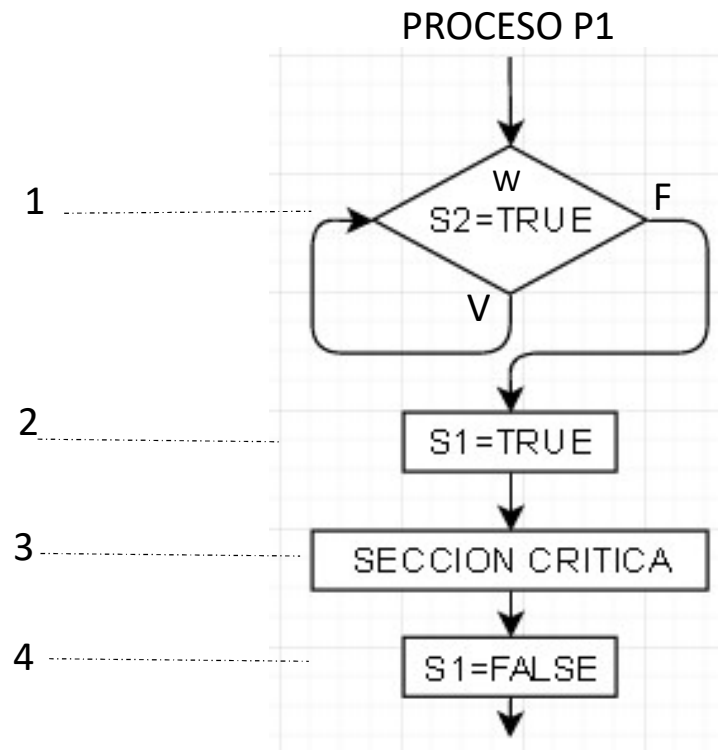 PROCESO P1
W
1
S2=TRUE
F
V
2
S1=TRUE
3
SECCION CRITICA
4
S1=FALSE